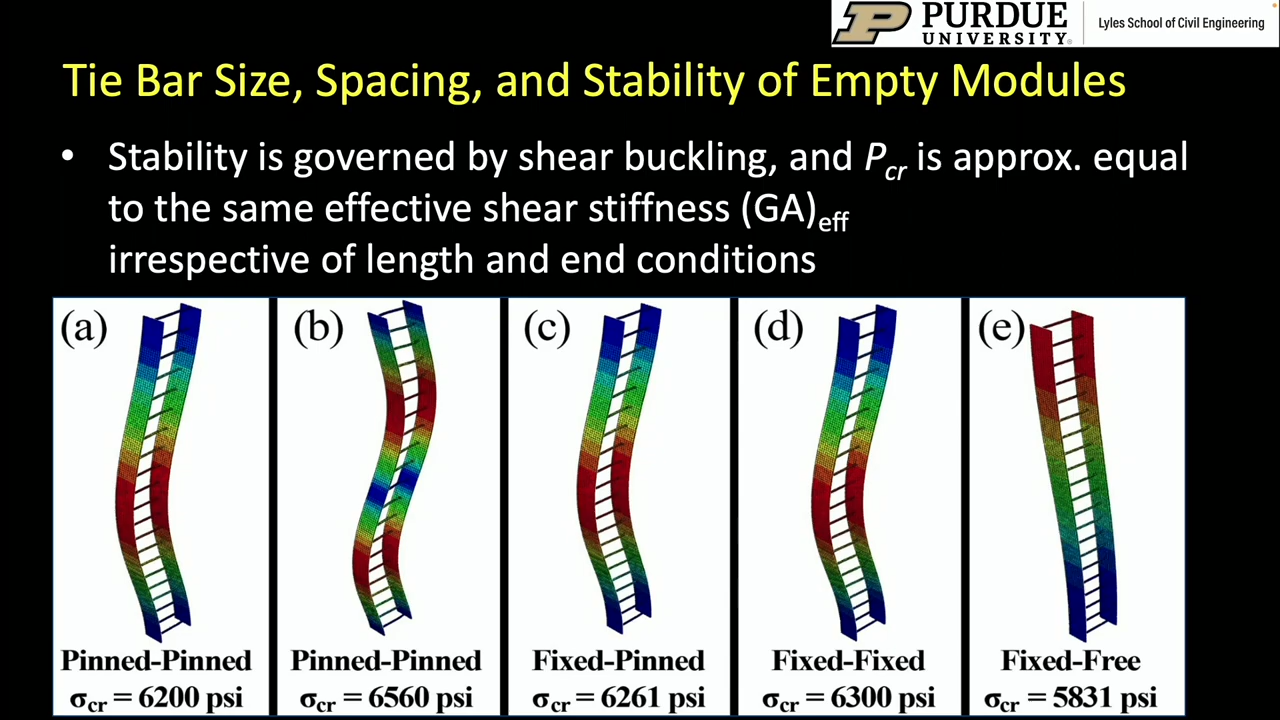 PURDUE
UNIVERSITY®
Lyles School of Civil Engineering
Tie Bar Size, Spacing, and Stability of Empty Modules
• Stability is governed by shear buckling, and Pcr is approx. equal
to the same effective shear stiffness (GA)eff
irrespective of length and end conditions
(a) (b) (c) (d) (e)
Pinned-Pinned Pinned-Pinned Fixed-Pinned Fixed-Fixed Fixed-Free
σcr = 6200 psi σcr = 6560 psi σcr = 6261 psi σcr = 6300 psi σcr = 5831 psi